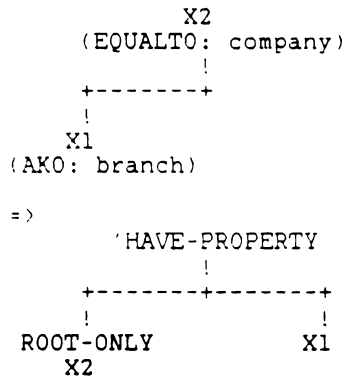 X2
(EQUALTO: company)
!
+--------+
!
X1
(AKO: branch)
=>
'HAVE-PROPERTY
!
+--------+--------+
! !
ROOT-ONLY X1
X2